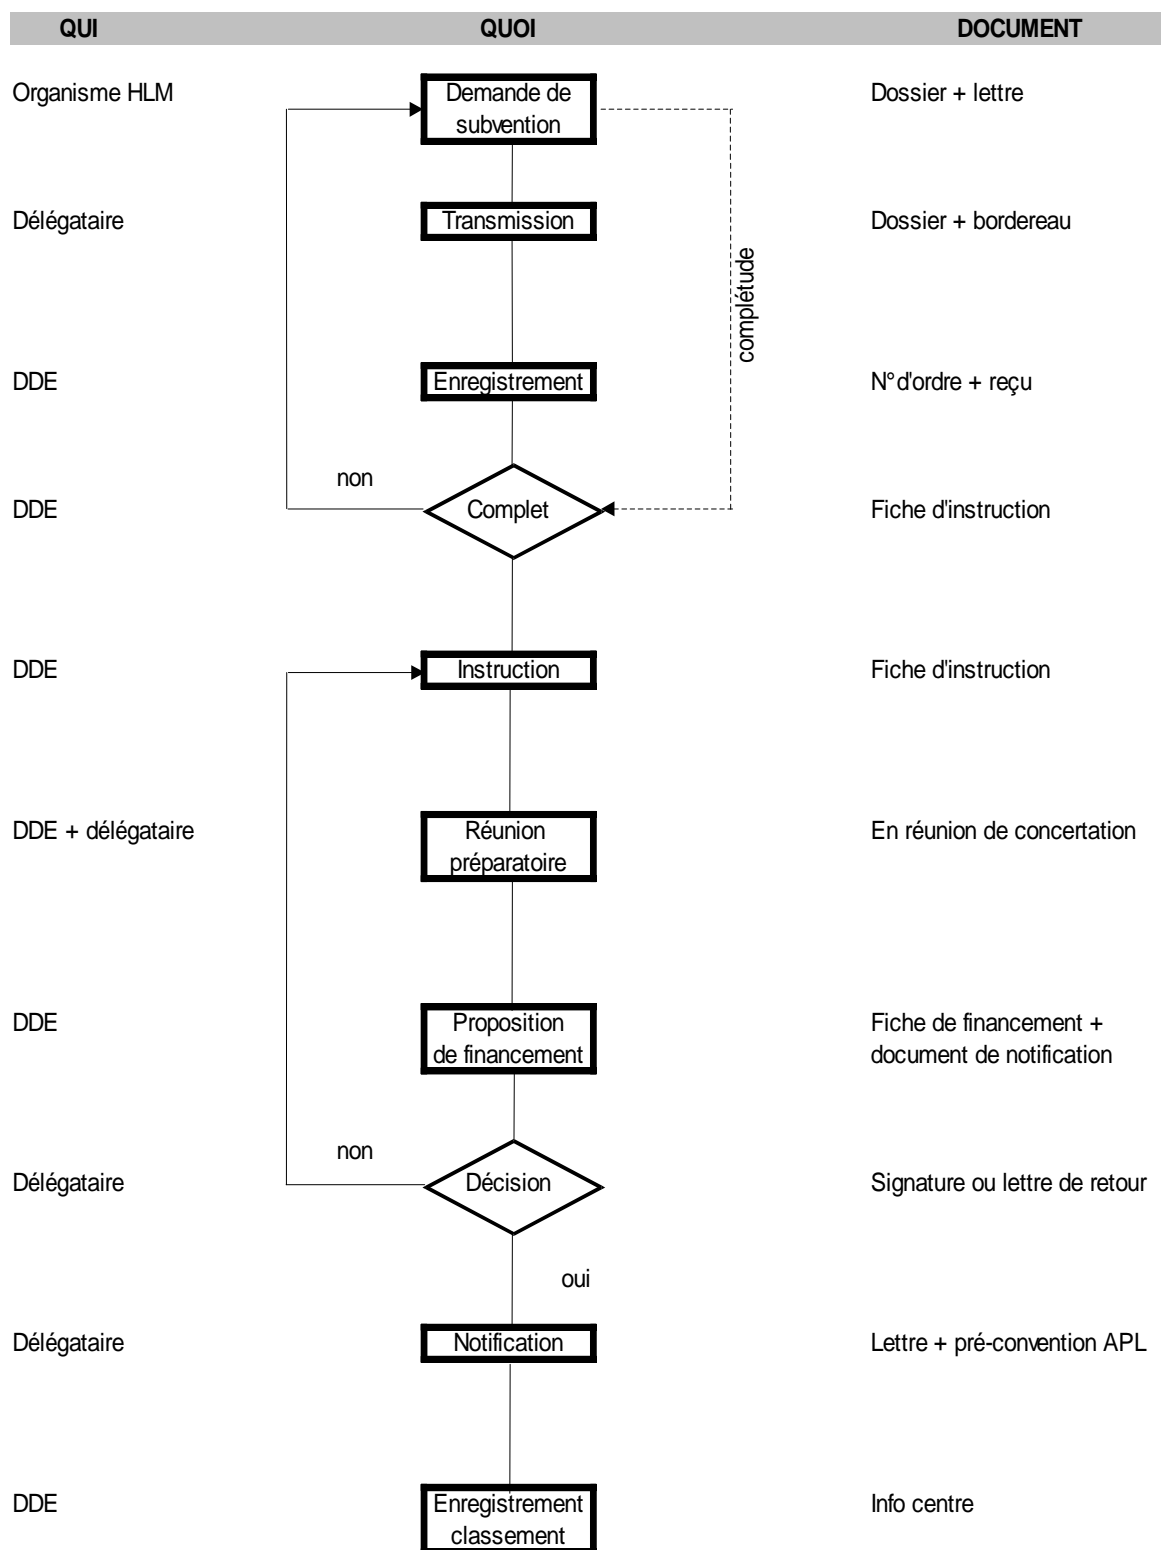 QUI QUOI DOCUMENT
Organisme HLM Demande de Dossier + lettre
subvention
Délégataire Transmission Dossier + bordereau
complétude
DDE Enregistrement N°d'ordre + reçu
non
DDE Complet Fiche d'instruction
DDE Instruction Fiche d'instruction
DDE + délégataire Réunion En réunion de concertation
préparatoire
DDE Proposition Fiche de financement +
de financement document de notification
non
Délégataire Décision Signature ou lettre de retour
oui
Délégataire Notification Lettre + pré-convention APL
DDE Enregistrement Info centre
classement